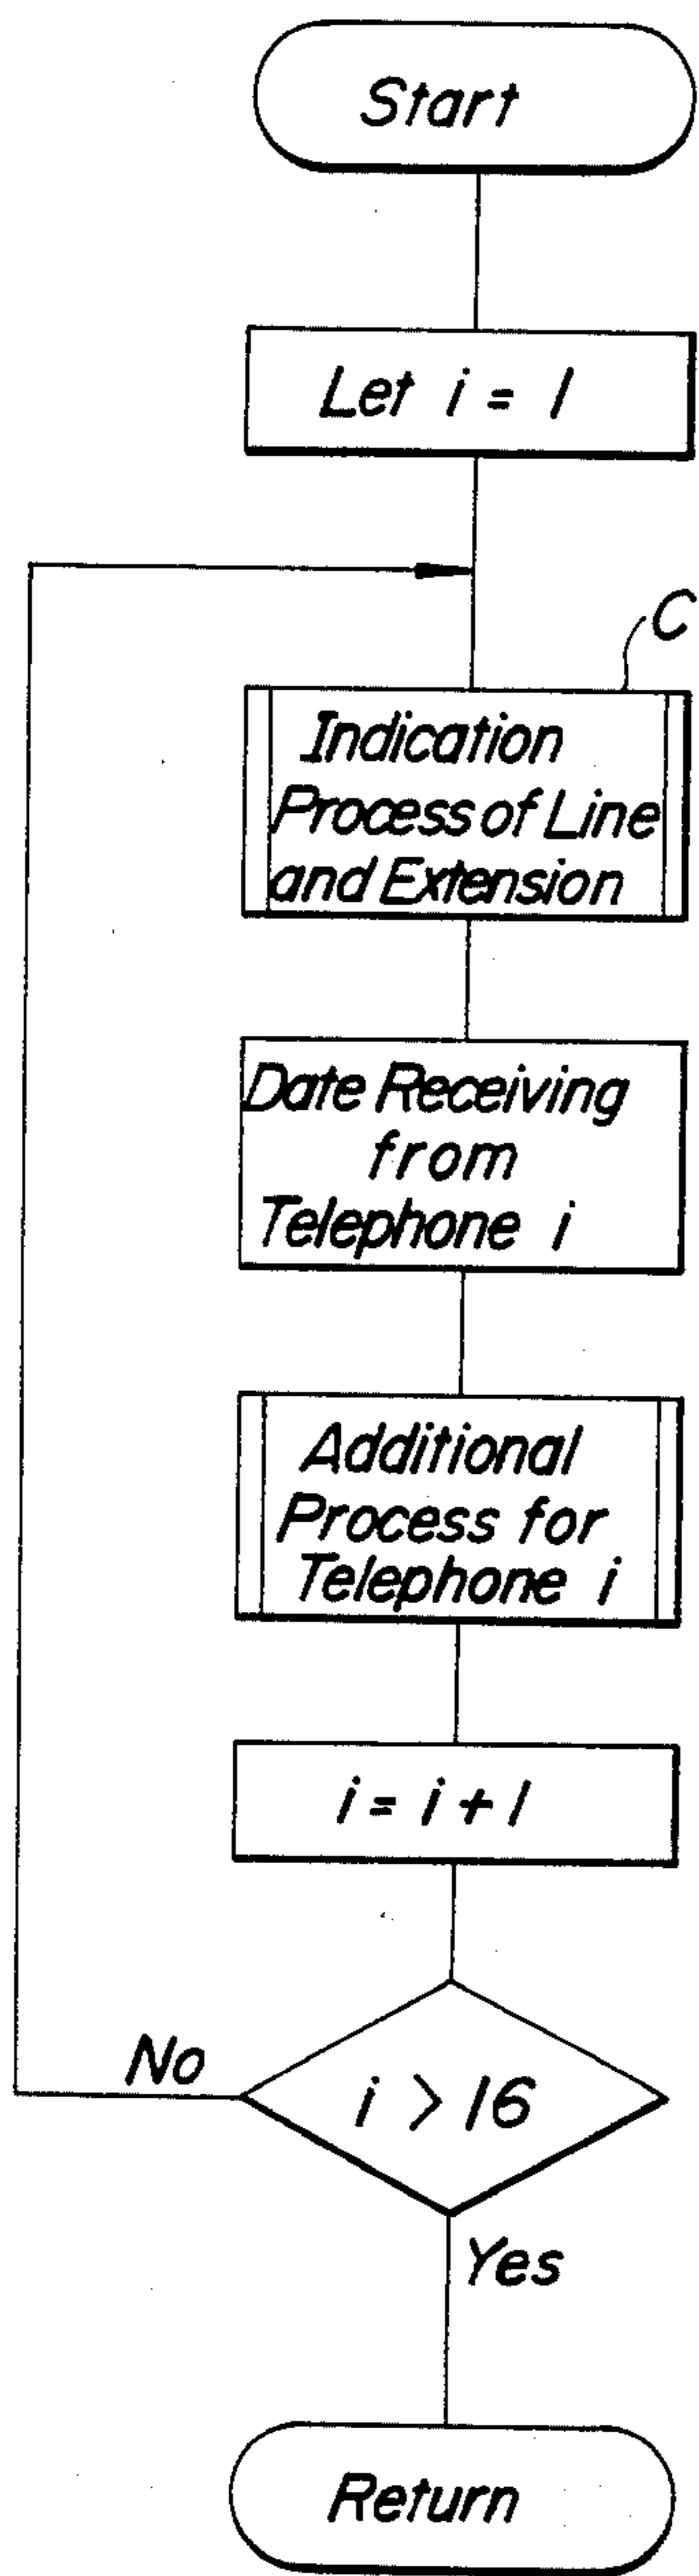 Start
Let i = 1
C
Indication
Process of Line
and Extension
Date Receiving
from
Telephone i
Additional
Process for
Telephone i
i = i + 1
No
i > 16
Yes
Return